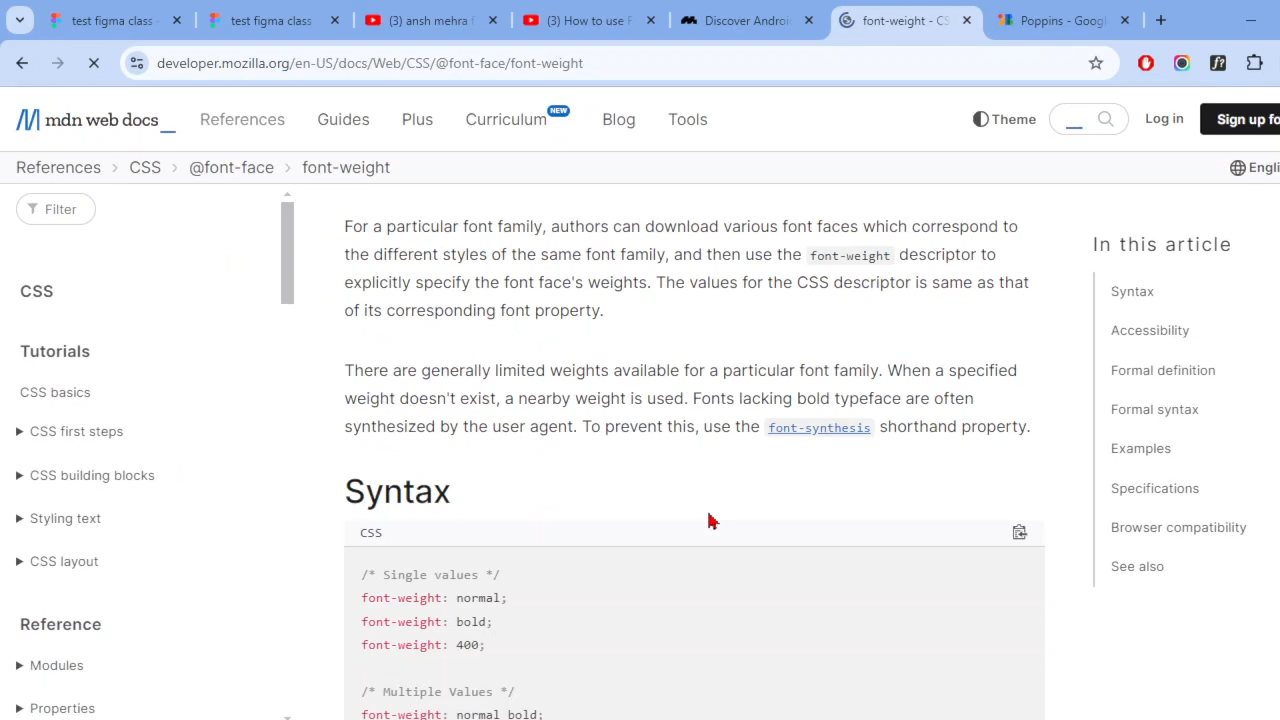 test figma class -
test figma class
(3) ansh mehra f
(3) How to use F
Discover Androi
font-weight - CS
Poppins - Goog
developer.mozilla.org/en-US/docs/Web/CSS/@font-face/font-weight
mdn web docs
References
Guides
Plus
Curriculum NEW
Blog
Tools
Theme
Log in
Sign up fo
References > CSS > @font-face > font-weight
Engli
Filter
CSS
Tutorials
CSS basics
CSS first steps
CSS building blocks
Styling text
CSS layout
Reference
Modules
Properties
For a particular font family, authors can download various font faces which correspond to
the different styles of the same font family, and then use the font-weight descriptor to
explicitly specify the font face's weights. The values for the CSS descriptor is same as that
of its corresponding font property.
There are generally limited weights available for a particular font family. When a specified
weight doesn't exist, a nearby weight is used. Fonts lacking bold typeface are often
synthesized by the user agent. To prevent this, use the font-synthesis shorthand property.
Syntax
CSS
/* Single values */
font-weight: normal;
font-weight: bold;
font-weight: 400;
/* Multiple Values */
font-weight: normal bold;
In this article
Syntax
Accessibility
Formal definition
Formal syntax
Examples
Specifications
Browser compatibility
See also